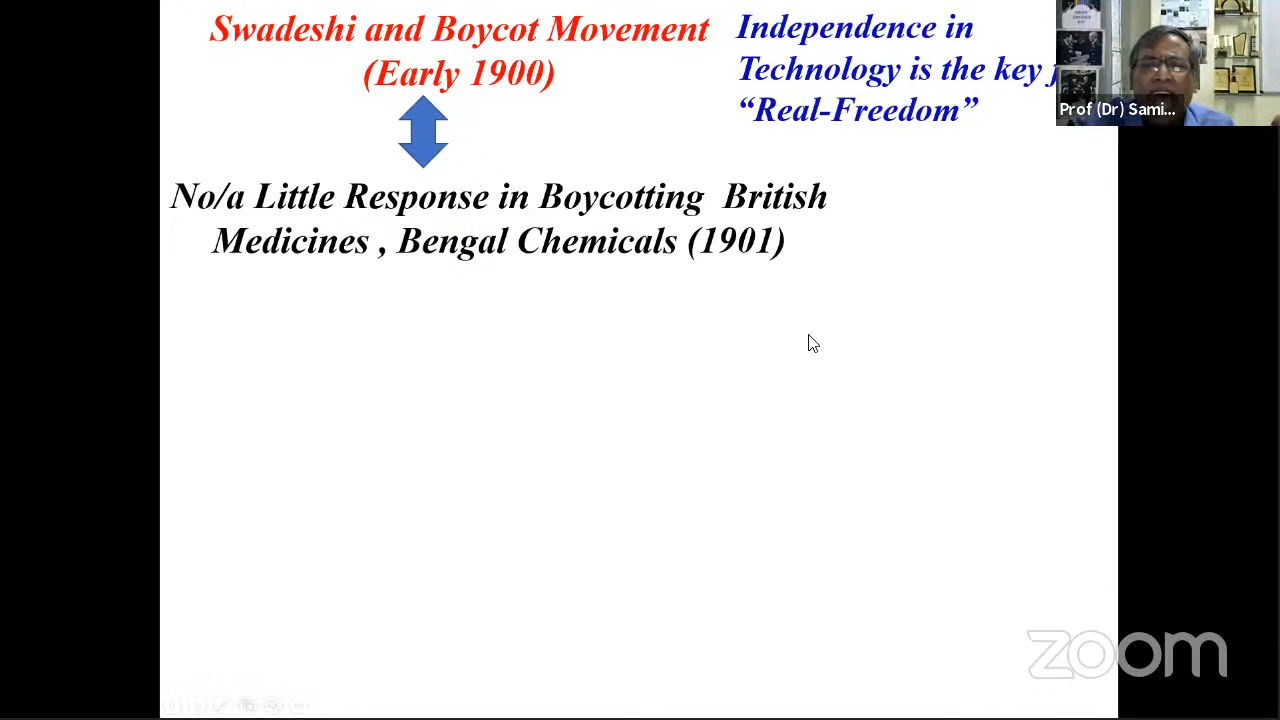 Swadeshi and Boycot Movement
(Early 1900)
Independence in
Technology is the key
“Real-Freedom”
Prof (Dr) Sami...
No/a Little Response in Boycotting British
Medicines , Bengal Chemicals (1901)
zoom